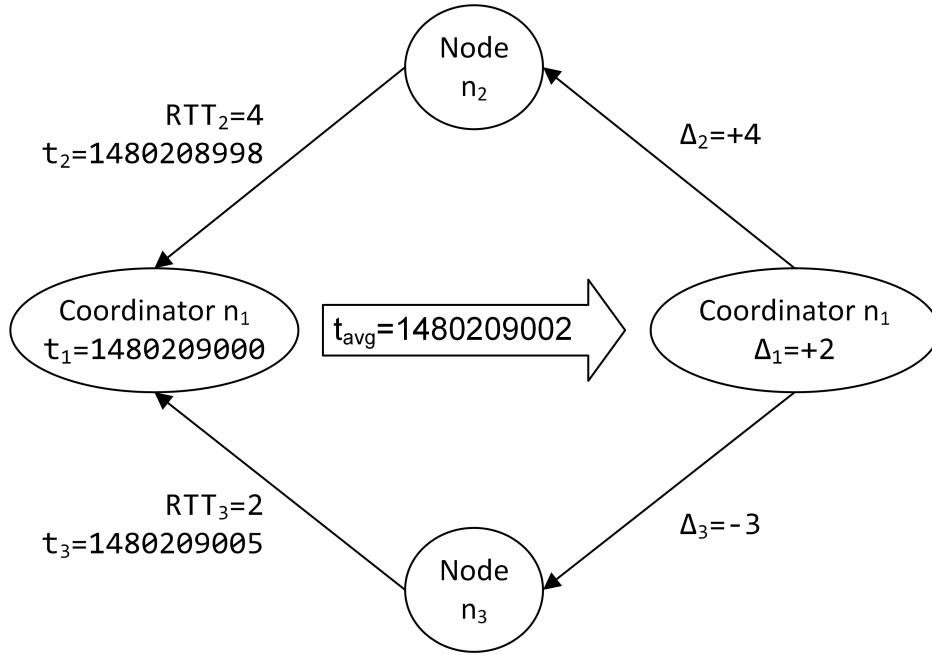 Node
n₂
RTT₂=4
t₂=1480208998
Δ₂=+4
Coordinator n₁
t₁=1480209000
t_avg=1480209002
Coordinator n₁
Δ₁=+2
RTT₃=2
t₃=1480209005
Δ₃=-3
Node
n₃